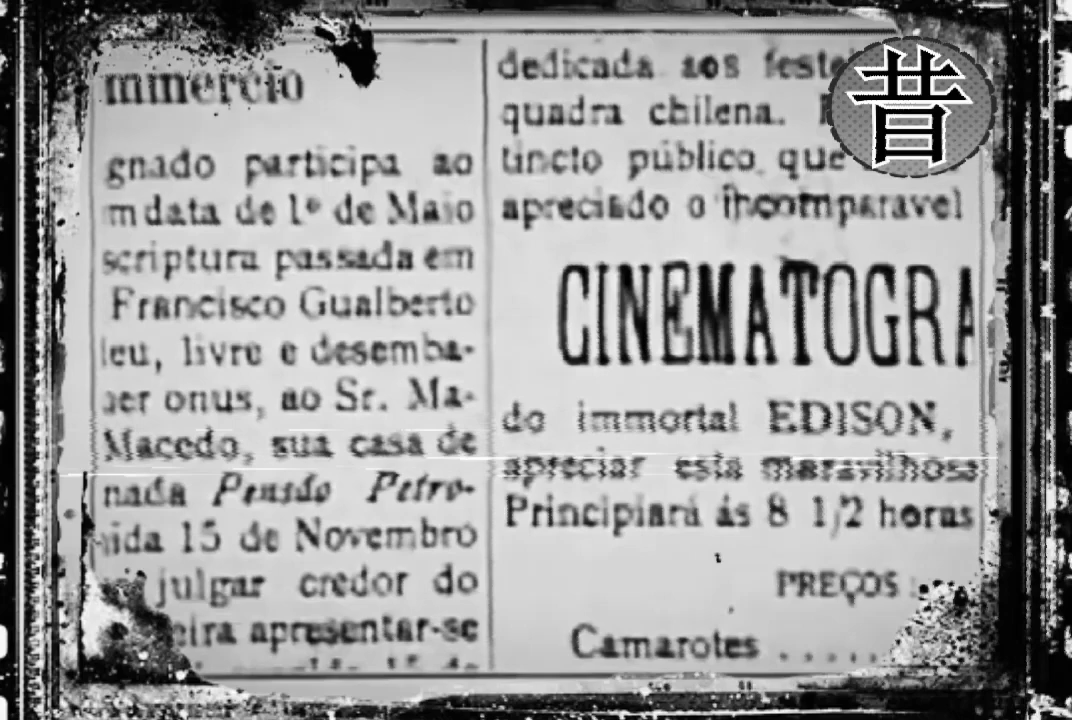 mmercio
gnado participa ao
m data de 1º de Maio
scriptura passada em
Francisco Gualberto
leu, livre e desemba-
uer onus, ao Sr. Ma-
Macedo, sua casa de
nada Pensão Petro-
ida 15 de Novembro
julgar credor do
eira apresentar-se
dedicada aos feste
quadra chilena.
tincto público que
apreciado o incomparavel
CINEMATOGRA
do immortal EDISON,
apreciar esta maravilhosa
Principiará ás 8 1/2 horas
PREÇOS
Camarotes .....
昔